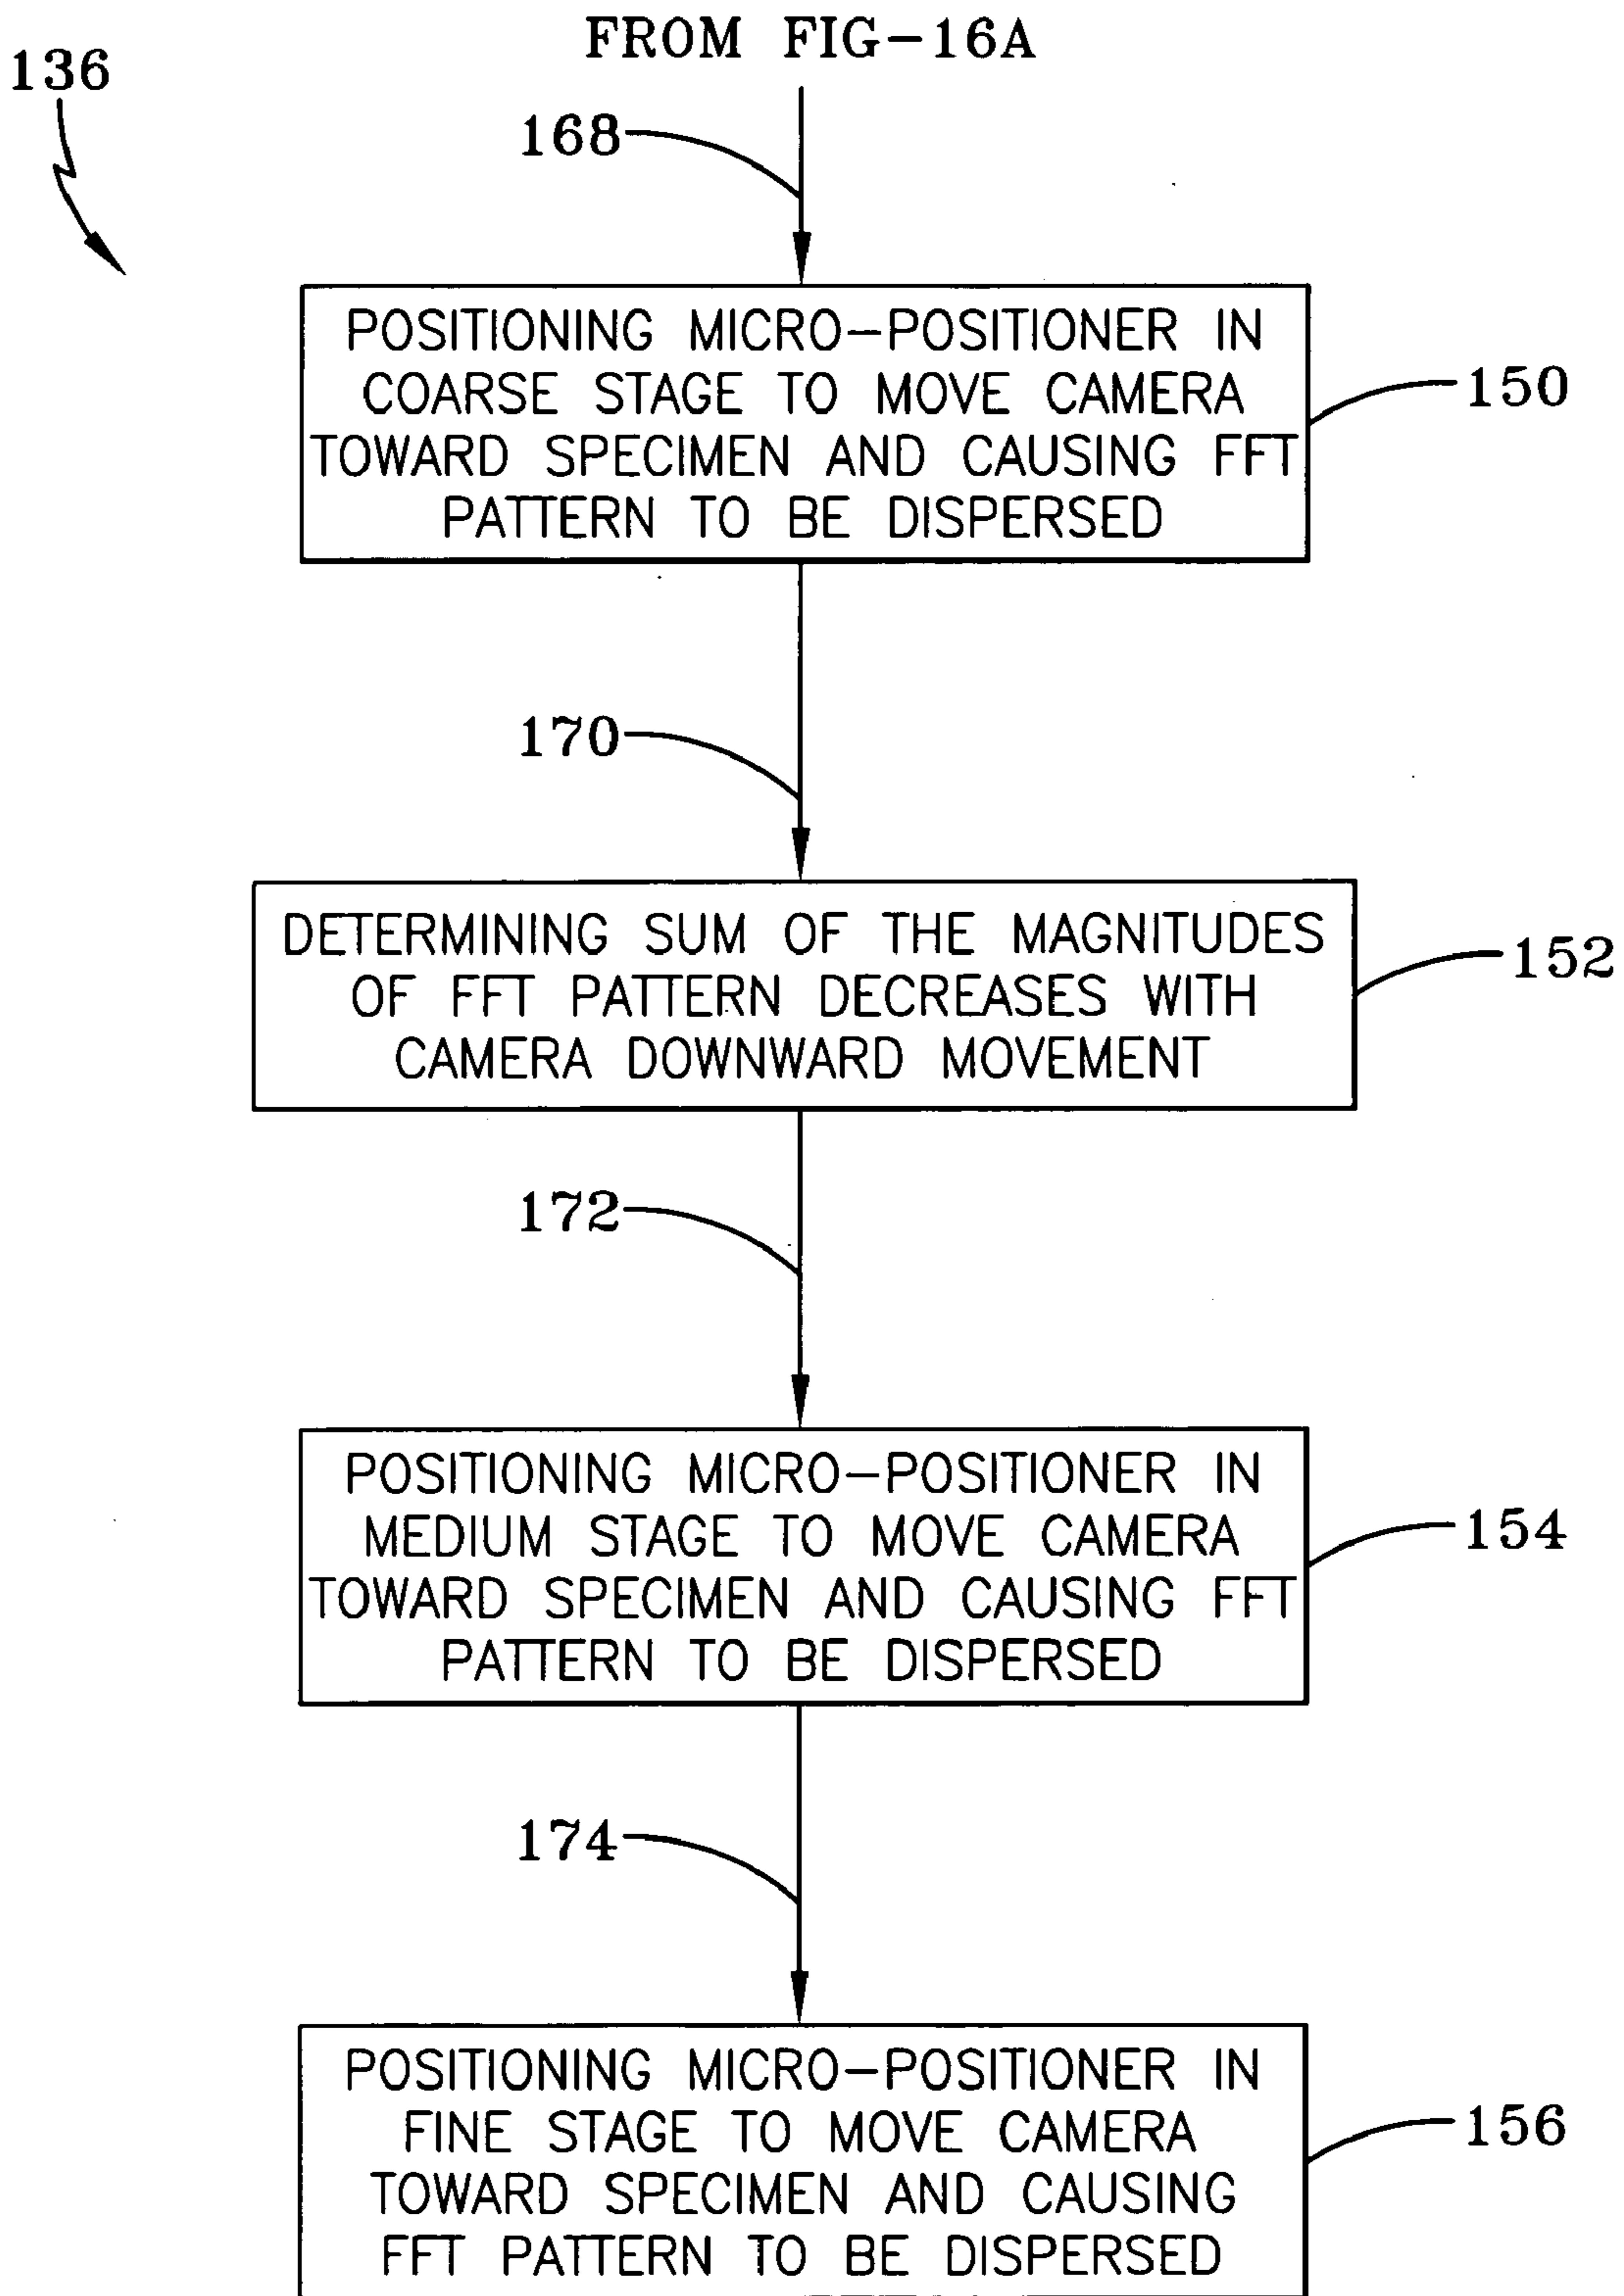 FROM FIG-16A
136
168
POSITIONING MICRO-POSITIONER IN
COARSE STAGE TO MOVE CAMERA
TOWARD SPECIMEN AND CAUSING FFT
PATTERN TO BE DISPERSED
150
170
DETERMINING SUM OF THE MAGNITUDES
OF FFT PATTERN DECREASES WITH
CAMERA DOWNWARD MOVEMENT
152
172
POSITIONING MICRO-POSITIONER IN
MEDIUM STAGE TO MOVE CAMERA
TOWARD SPECIMEN AND CAUSING FFT
PATTERN TO BE DISPERSED
154
174
POSITIONING MICRO-POSITIONER IN
FINE STAGE TO MOVE CAMERA
TOWARD SPECIMEN AND CAUSING
FFT PATTERN TO BE DISPERSED
156